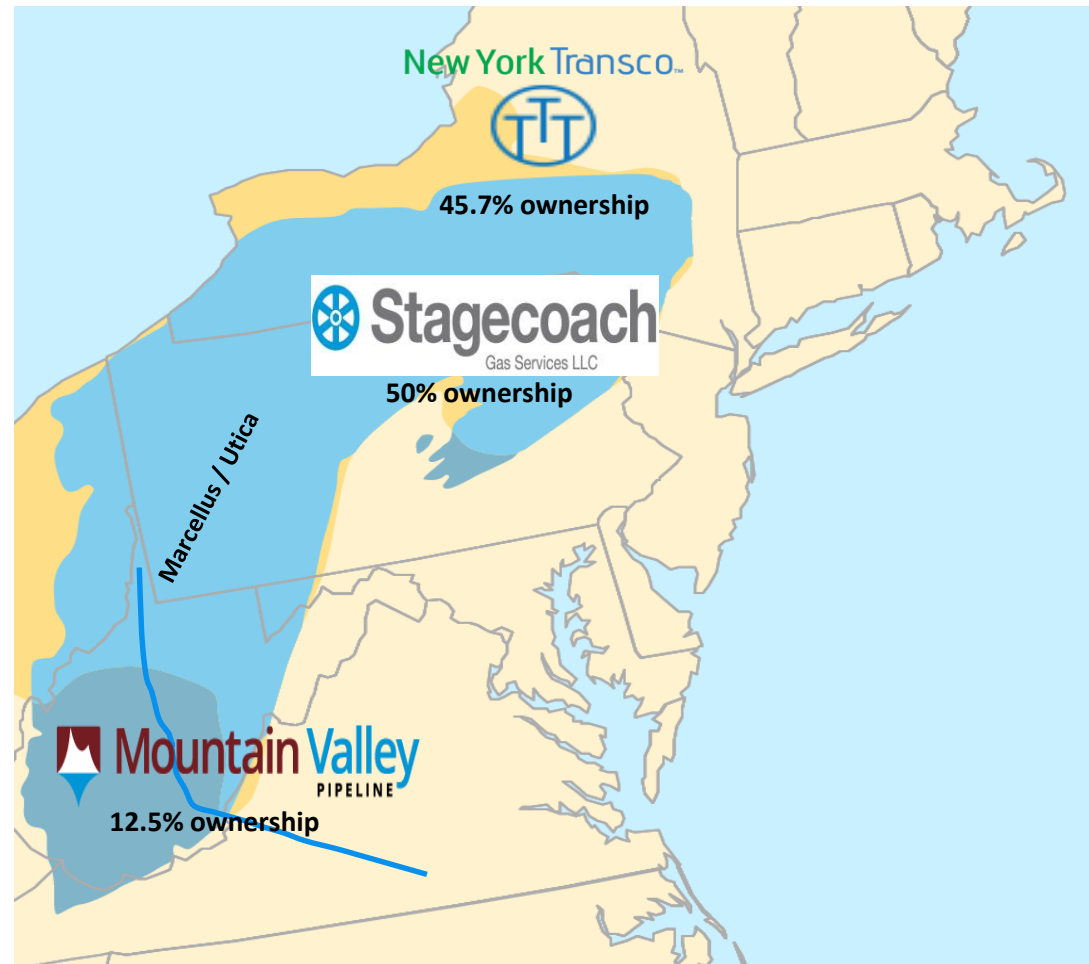 New York Transco™
TTT
45.7% ownership
Stagecoach
Gas Services LLC
50% ownership
Marcellus / Utica
Mountain Valley
PIPELINE
12.5% ownership